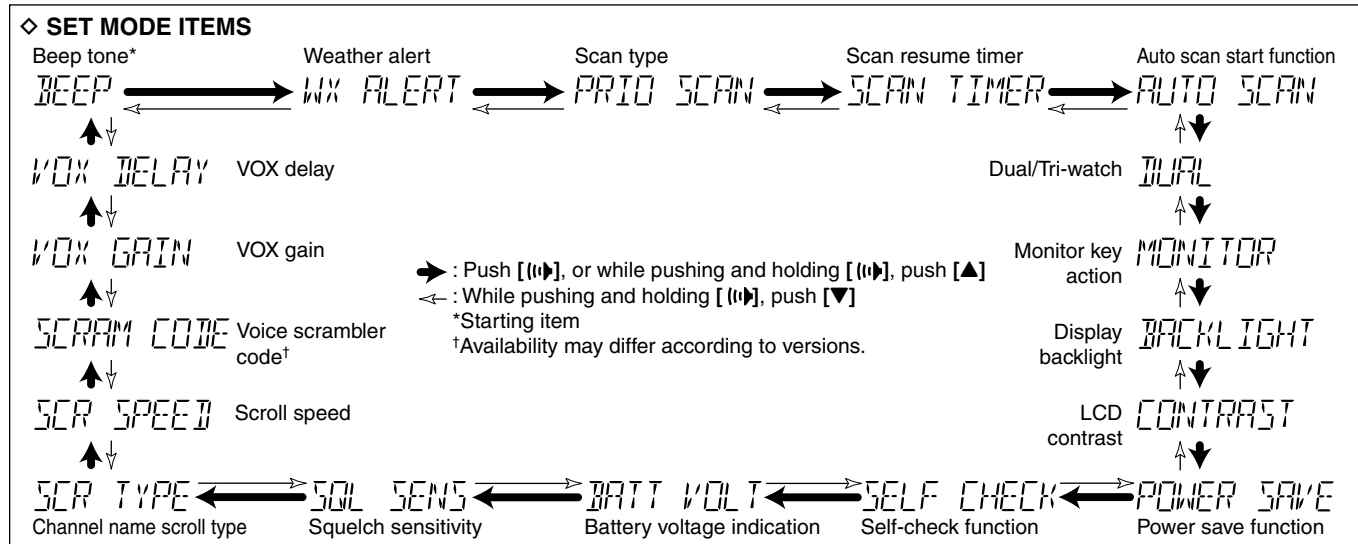 ◇ SET MODE ITEMS
Beep tone* Weather alert Scan type Scan resume timer Auto scan start function
BEEP WX ALERT PRIO SCAN SCAN TIMER AUTO SCAN
VOX DELAY VOX delay Dual/Tri-watch DUAL
VOX GAIN VOX gain Monitor key action MONITOR
: Push [ ], or while pushing and holding [ ], push [▲]
: While pushing and holding [ ], push [▼]
*Starting item
†Availability may differ according to versions.
SCRAM CODE Voice scrambler code† Display backlight BACKLIGHT
SCR SPEED Scroll speed LCD contrast CONTRAST
SCR TYPE SQL SENS BATT VOLT SELF CHECK POWER SAVE
Channel name scroll type Squelch sensitivity Battery voltage indication Self-check function Power save function